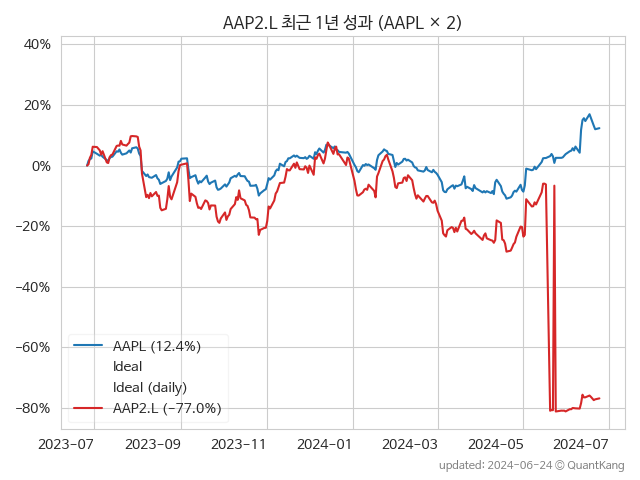 AAP2.L 최근 1년 성과 (AAPL × 2)
40%
20%
0%
−20%
−40%
−60%
−80%
AAPL (12.4%)
Ideal
Ideal (daily)
AAP2.L (−77.0%)
2023-07 2023-09 2023-11 2024-01 2024-03 2024-05 2024-07
updated: 2024-06-24 © QuantKang